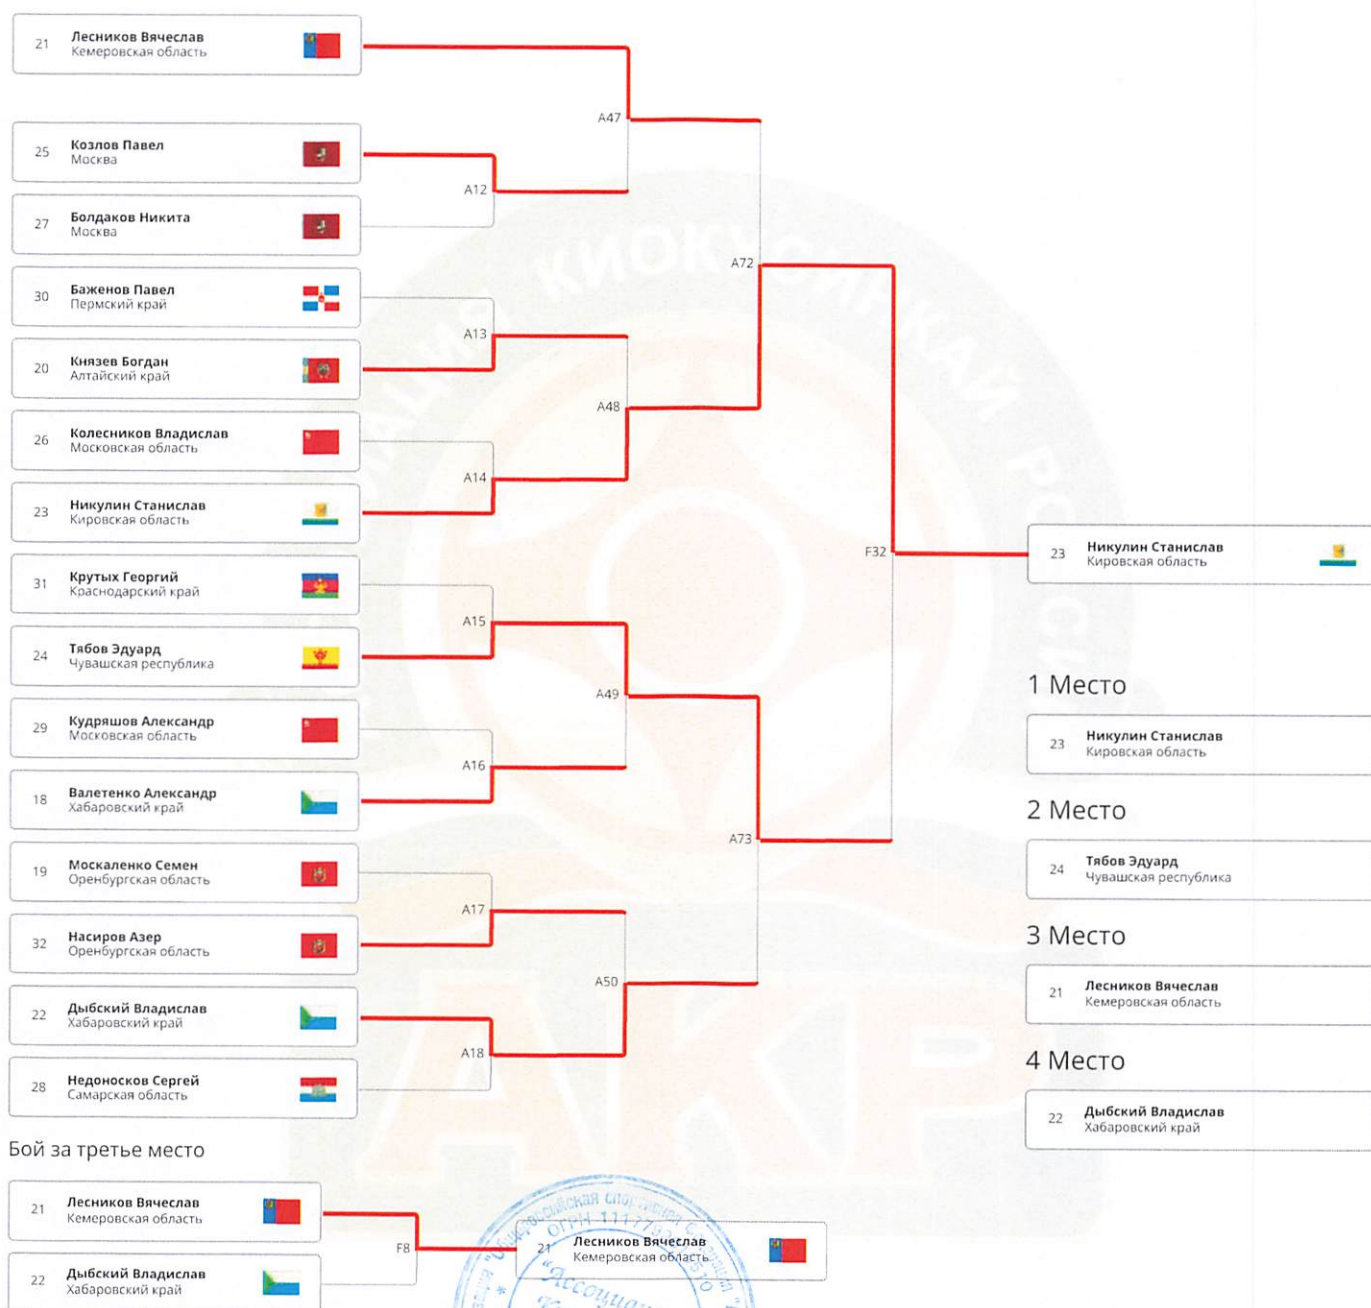 21
Лесников Вячеслав
Кемеровская область
A47
25
Козлов Павел
Москва
A12
27
Болдаков Никита
Москва
A72
30
Баженов Павел
Пермский край
A13
20
Князев Богдан
Алтайский край
A48
26
Колесников Владислав
Московская область
A14
23
Никулин Станислав
Кировская область
F32
23
Никулин Станислав
Кировская область
31
Крутых Георгий
Краснодарский край
A15
24
Тябов Эдуард
Чувашская республика
A49
29
Кудряшов Александр
Московская область
A16
18
Валетенко Александр
Хабаровский край
A73
19
Москаленко Семен
Оренбургская область
A17
32
Насиров Азер
Оренбургская область
A50
22
Дыбский Владислав
Хабаровский край
A18
28
Недоносков Сергей
Самарская область
1 Место
23
Никулин Станислав
Кировская область
2 Место
24
Тябов Эдуард
Чувашская республика
3 Место
21
Лесников Вячеслав
Кемеровская область
4 Место
22
Дыбский Владислав
Хабаровский край
Бой за третье место
21
Лесников Вячеслав
Кемеровская область
F8
22
Дыбский Владислав
Хабаровский край
21
Лесников Вячеслав
Кемеровская область
КИОКУСИНКАЙ РОССИИ
АКР